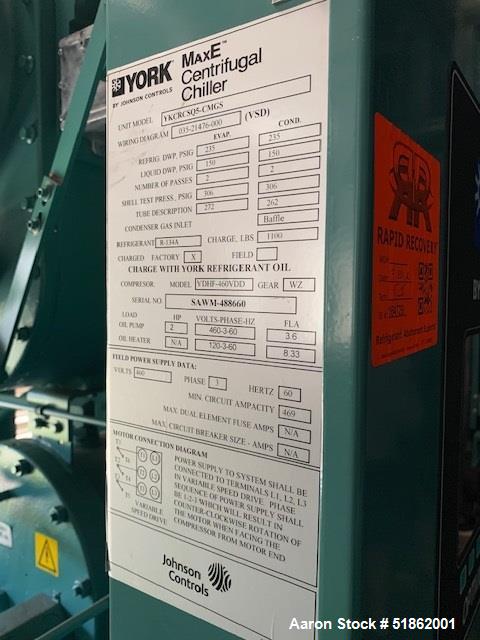 YORK
BY JOHNSON CONTROLS
MAXE™
Centrifugal
Chiller
UNIT MODEL YKCRCSQ5-CMGS
WIRING DIAGRAM 035-21476-000 (VSD)
EVAP. COND.
REFRIG. DWP, PSIG 235 235
LIQUID DWP, PSIG 150 150
NUMBER OF PASSES 2 2
SHELL TEST PRESS., PSIG 306 306
TUBE DESCRIPTION 272 262
CONDENSER GAS INLET Baffle
REFRIGERANT R-134A CHARGE, LBS 1100
CHARGED FACTORY X FIELD
CHARGE WITH YORK REFRIGERANT OIL
COMPRESOR. MODEL YDHF-460VDD GEAR WZ
SERIAL NO. SAWM-488660
LOAD HP VOLTS-PHASE-HZ FLA
OIL PUMP 2 460-3-60 3.6
OIL HEATER N/A 120-3-60 8.33
FIELD POWER SUPPLY DATA:
VOLTS 460 PHASE 3 HERTZ 60
MIN. CIRCUIT AMPACITY 469
MAX. DUAL ELEMENT FUSE AMPS N/A
MAX. CIRCUIT BREAKER SIZE - AMPS N/A
MOTOR CONNECTION DIAGRAM
POWER SUPPLY TO SYSTEM SHALL BE
CONNECTED TO TERMINALS L1, L2, L3
IN VARIABLE SPEED DRIVE. PHASE
SEQUENCE OF POWER SUPPLY SHALL
BE 1-2-3 WHICH WILL RESULT IN
COUNTER-CLOCKWISE ROTATION OF
THE MOTOR WHEN FACING THE
COMPRESSOR FROM MOTOR END
VARIABLE
SPEED DRIVE
Johnson
Controls
RAPID RECOVERY
Aaron Stock # 51862001